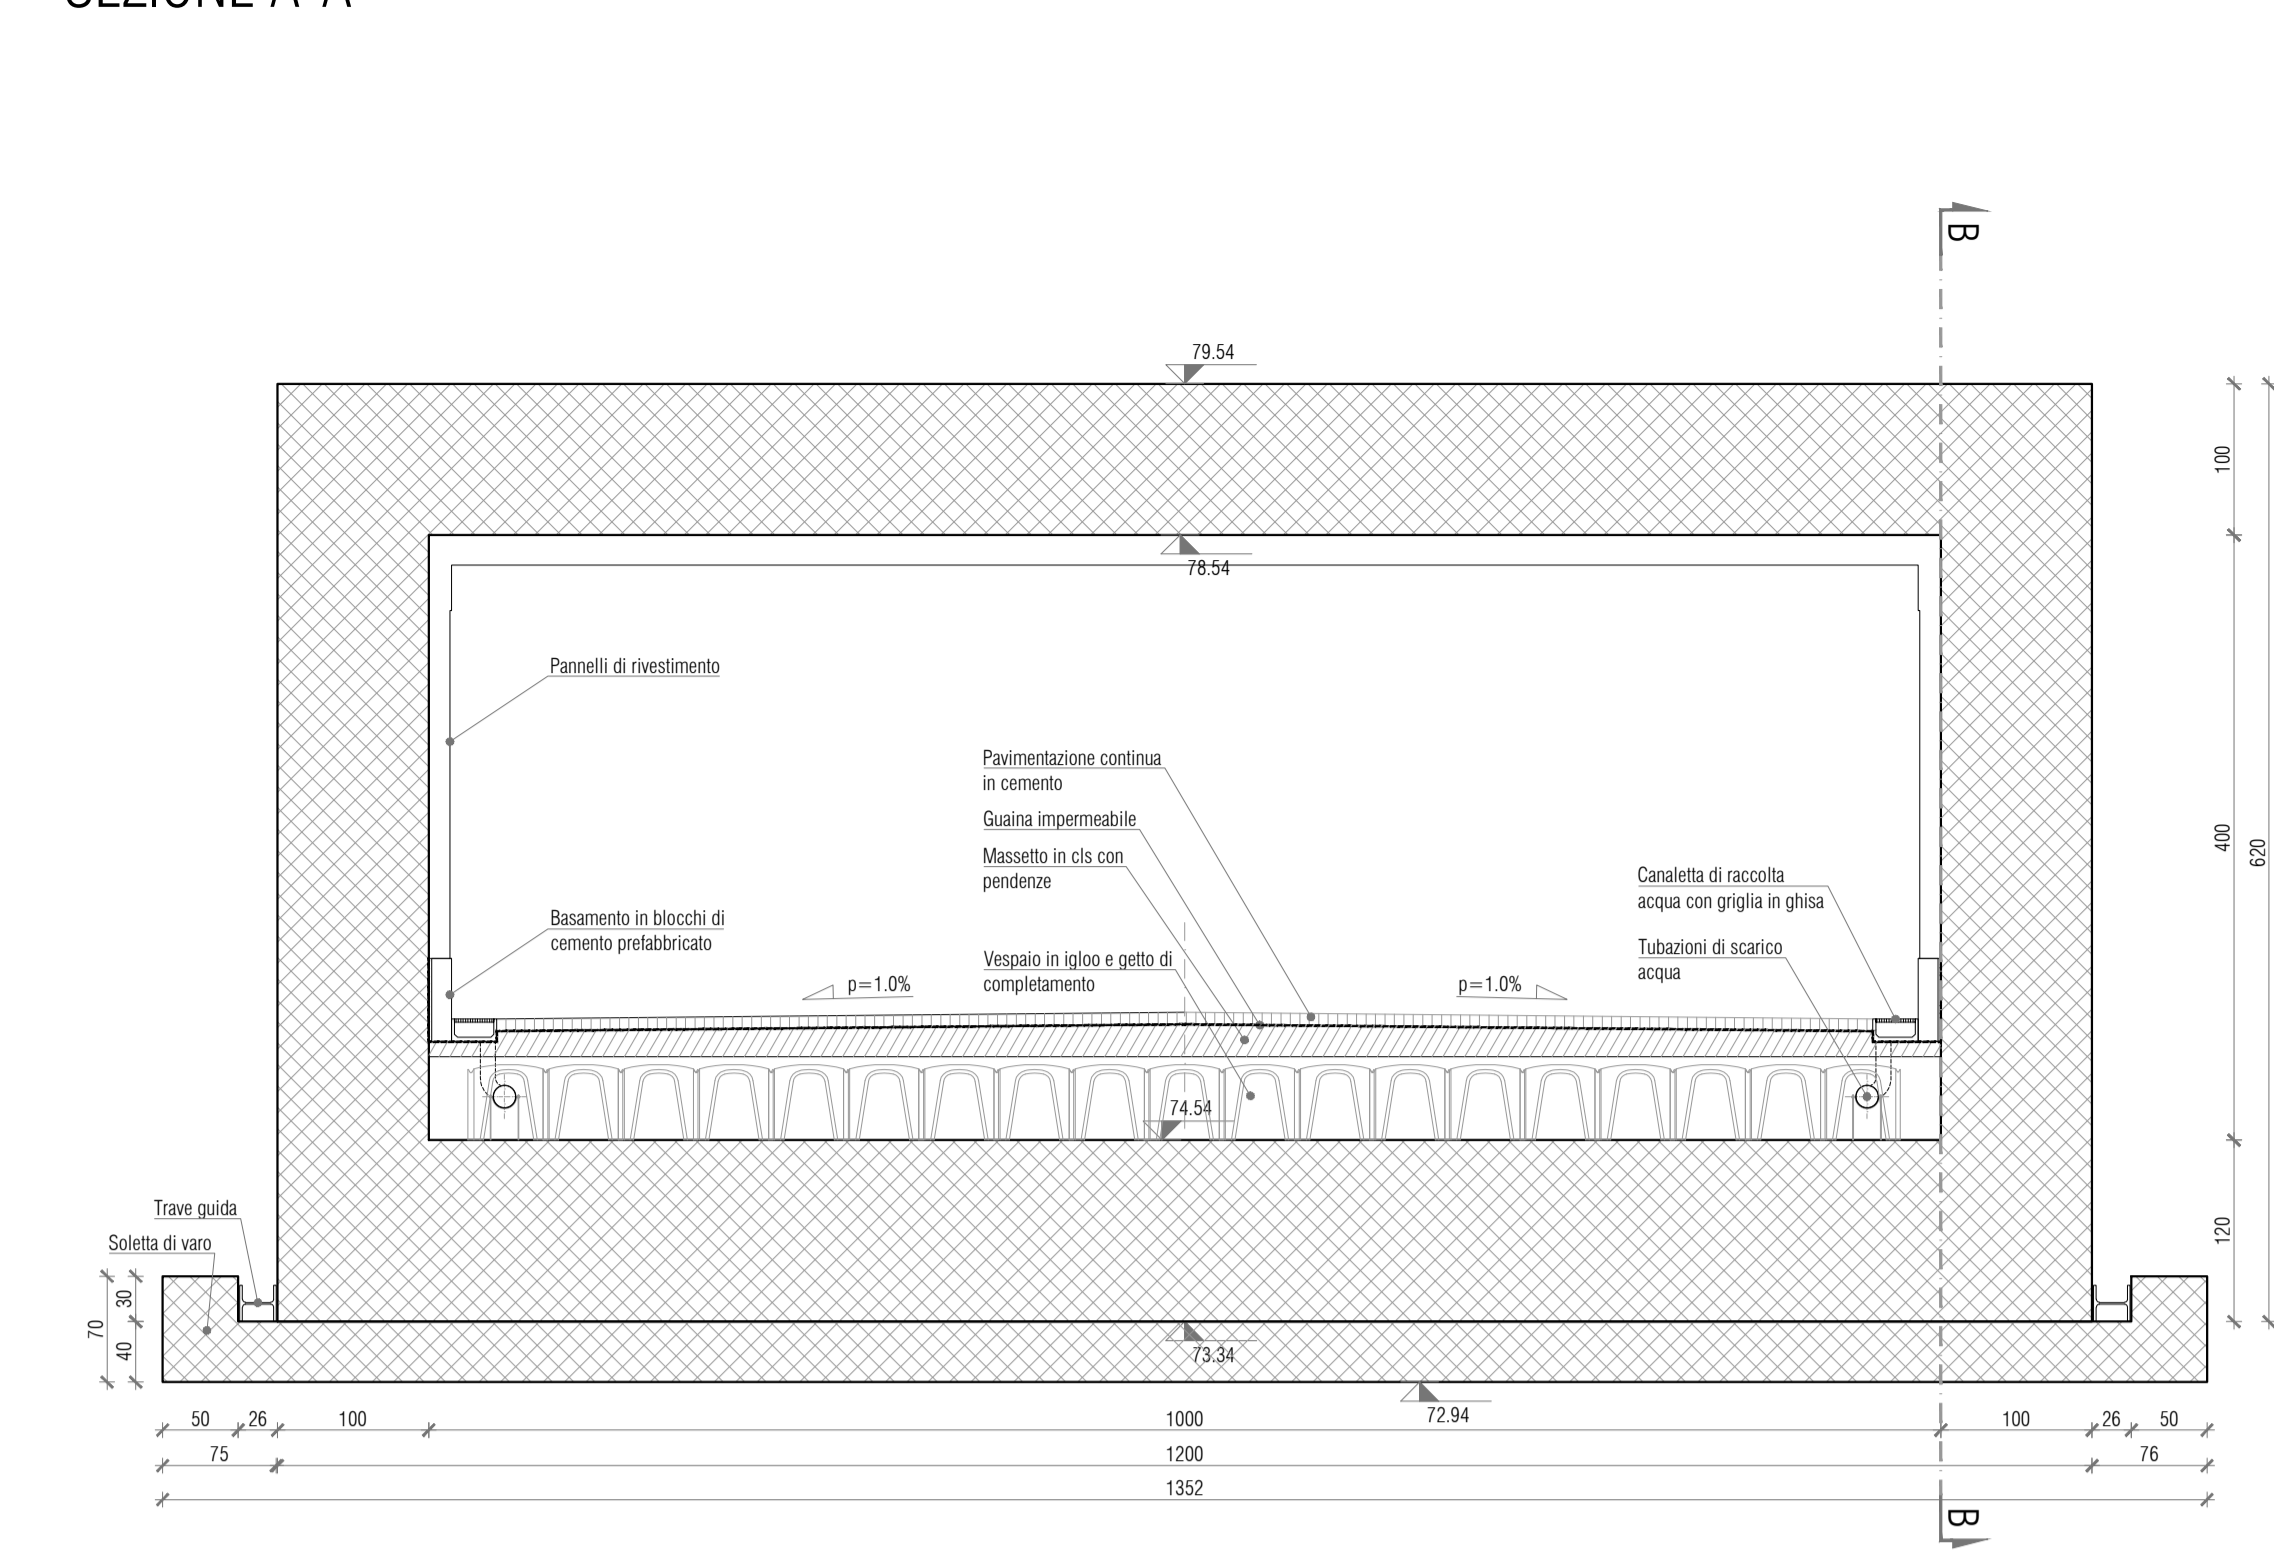 SEZIONE A-A
B
79.54
100
78.54
Pannelli di rivestimento
Pavimentazione continua
in cemento
Guaina impermeabile
Massetto in cls con
pendenze
400
620
Canaletta di raccolta
acqua con griglia in ghisa
Basamento in blocchi di
cemento prefabbricato
Tubazioni di scarico
acqua
Vespaio in igloo e getto di
completamento
p=1.0%
p=1.0%
74.54
Trave guida
Soletta di varo
120
30
70
40
73.34
72.94
50
26
100
1000
100
26
50
75
1200
76
1352
B